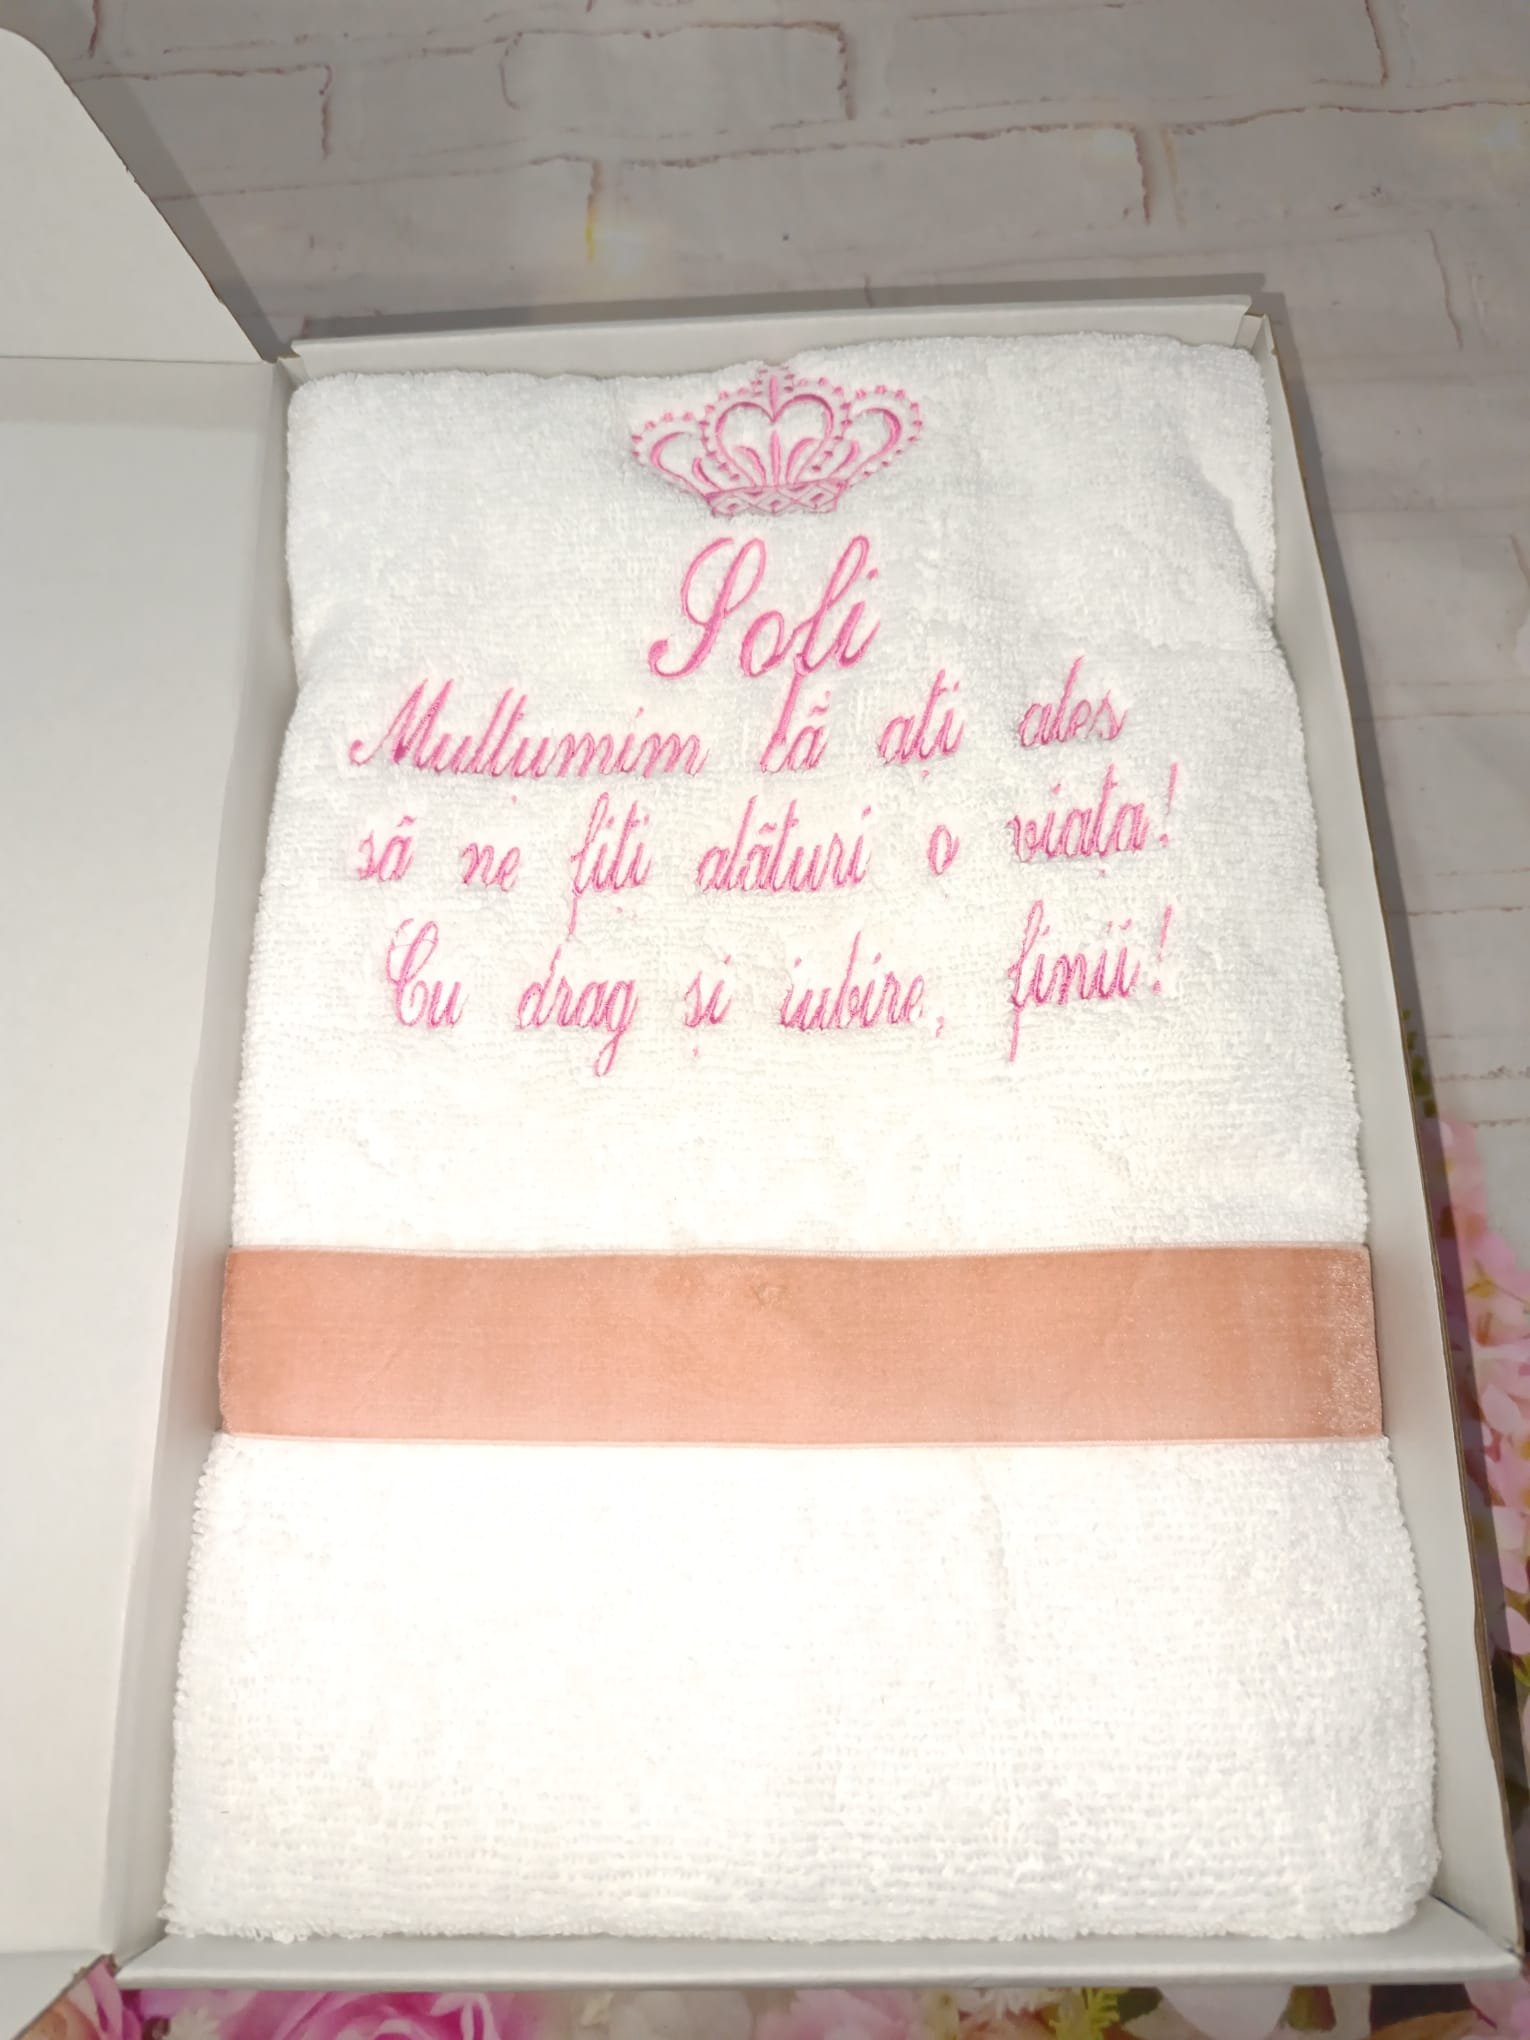 Soli
Mulțumim că ați ales
să ne fiți alături o viața!
Cu drag și iubire, finii!